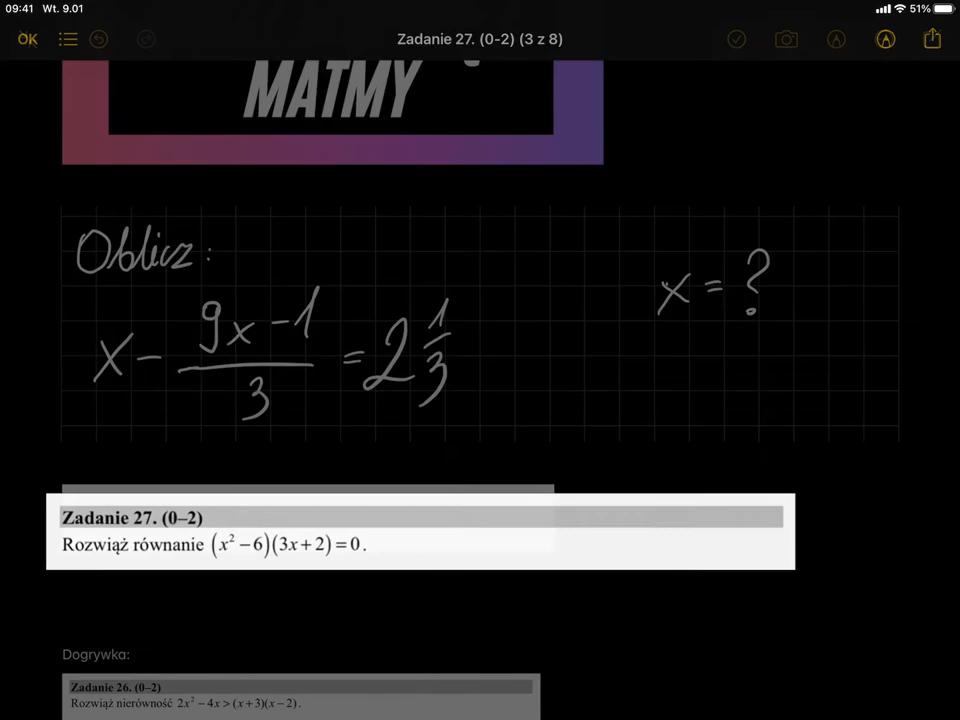 09:41 Wt. 9.01 51%
OK Zadanie 27. (0-2) (3 z 8)
MATMY
Oblicz:
x - \frac{9x-1}{3} = 2\frac{1}{3} x = ?
Zadanie 27. (0–2)
Rozwiąż równanie (x² − 6)(3x + 2) = 0.
Dogrywka:
Zadanie 26. (0–2)
Rozwiąż nierówność 2x² − 4x > (x + 3)(x − 2).